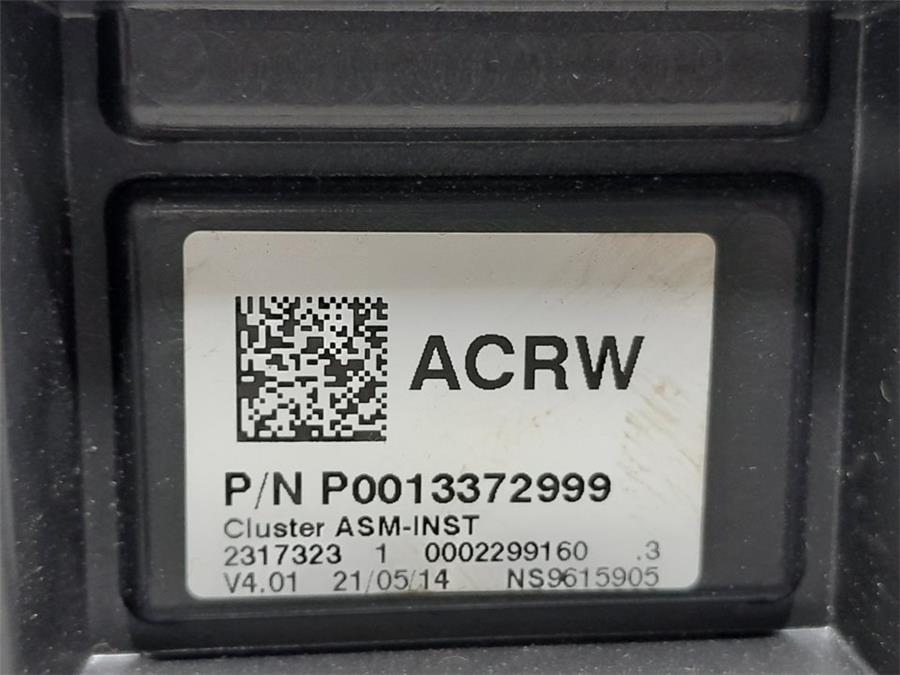 ACRW
P/N P0013372999
Cluster ASM-INST
2317323 1 0002299160 .3
V4.01 21/05/14 NS9615905